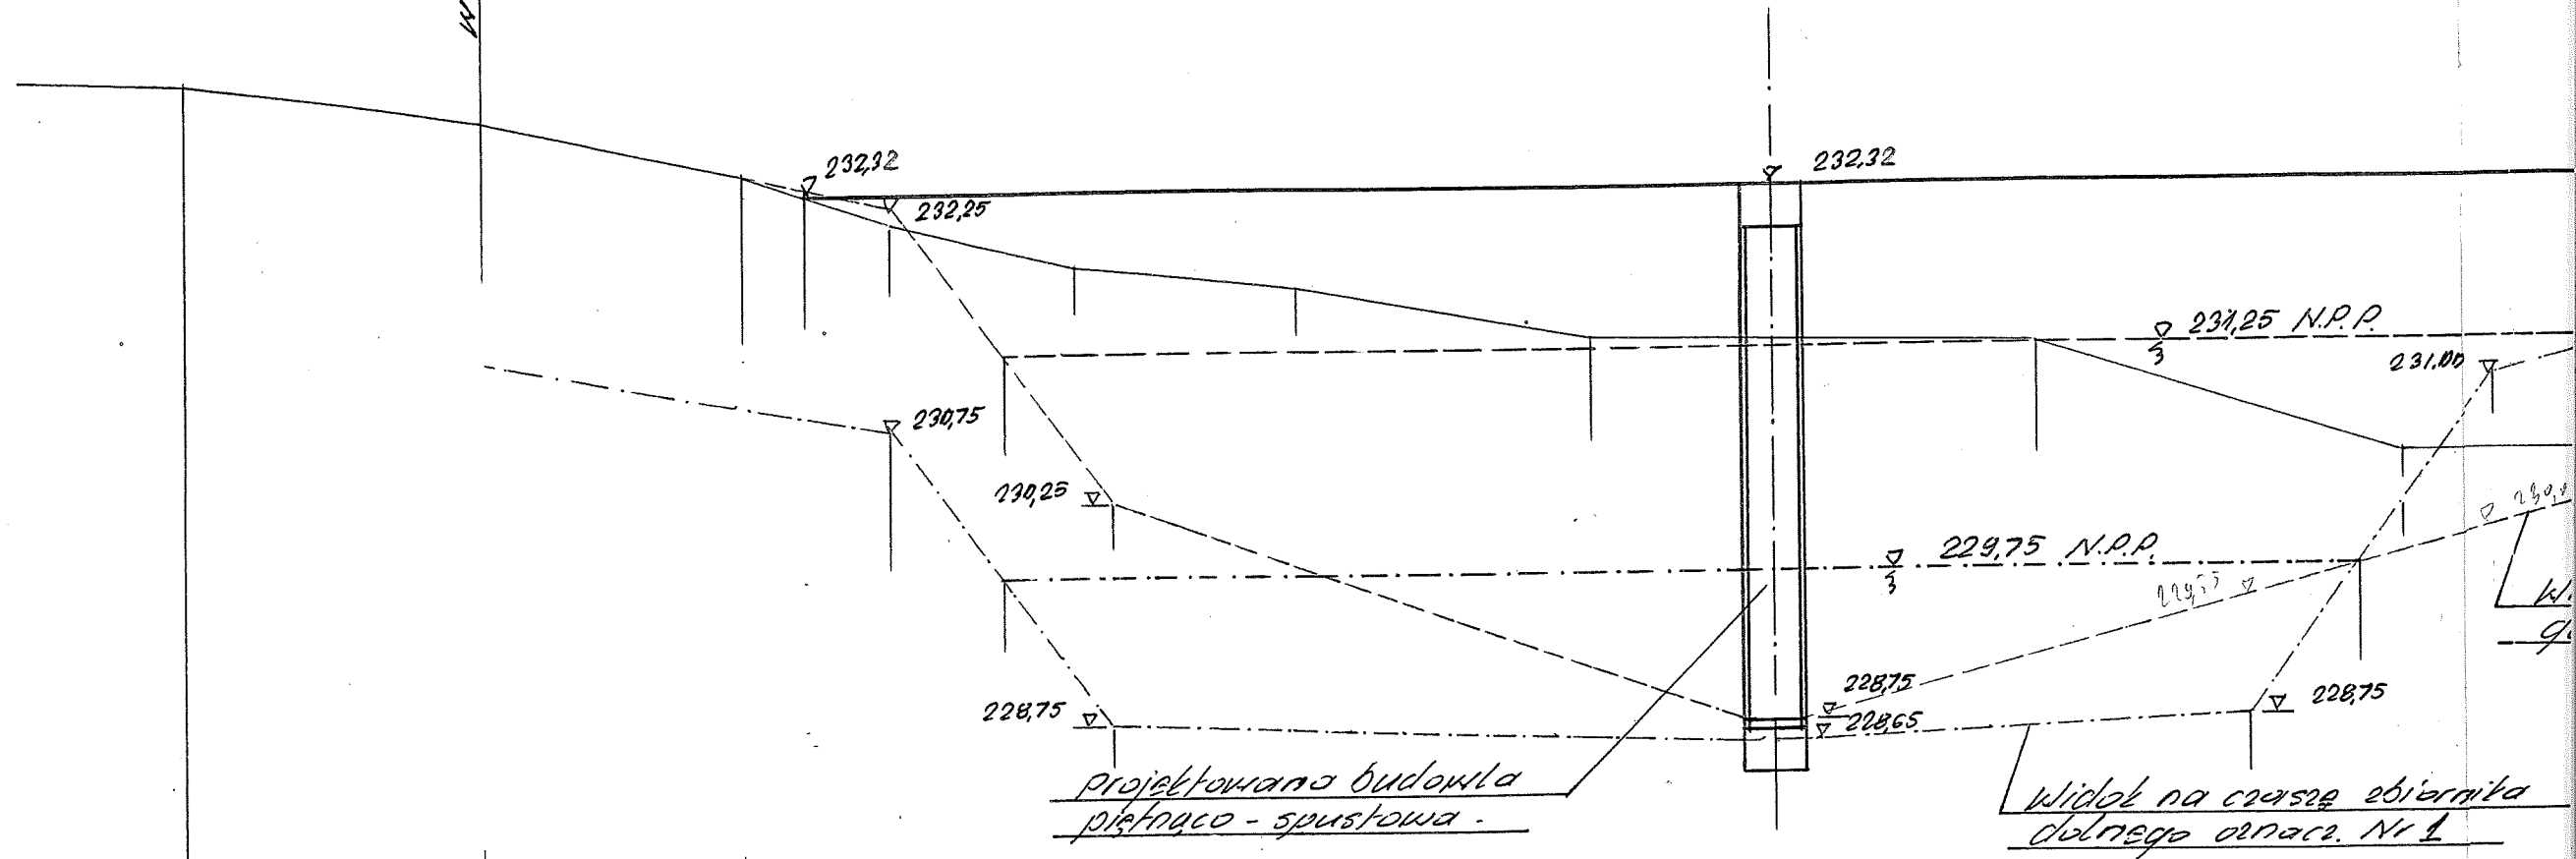 232,32
232,32
232,25
231,25 N.P.P.
231.00
230,75
230,25
229,75 N.P.P.
228,75
228,75
228,75
228,65
projektowana budowla
piętrząco - spustowa.
Widok na czaszę zbiornika
dolnego oznacz. Nr 1